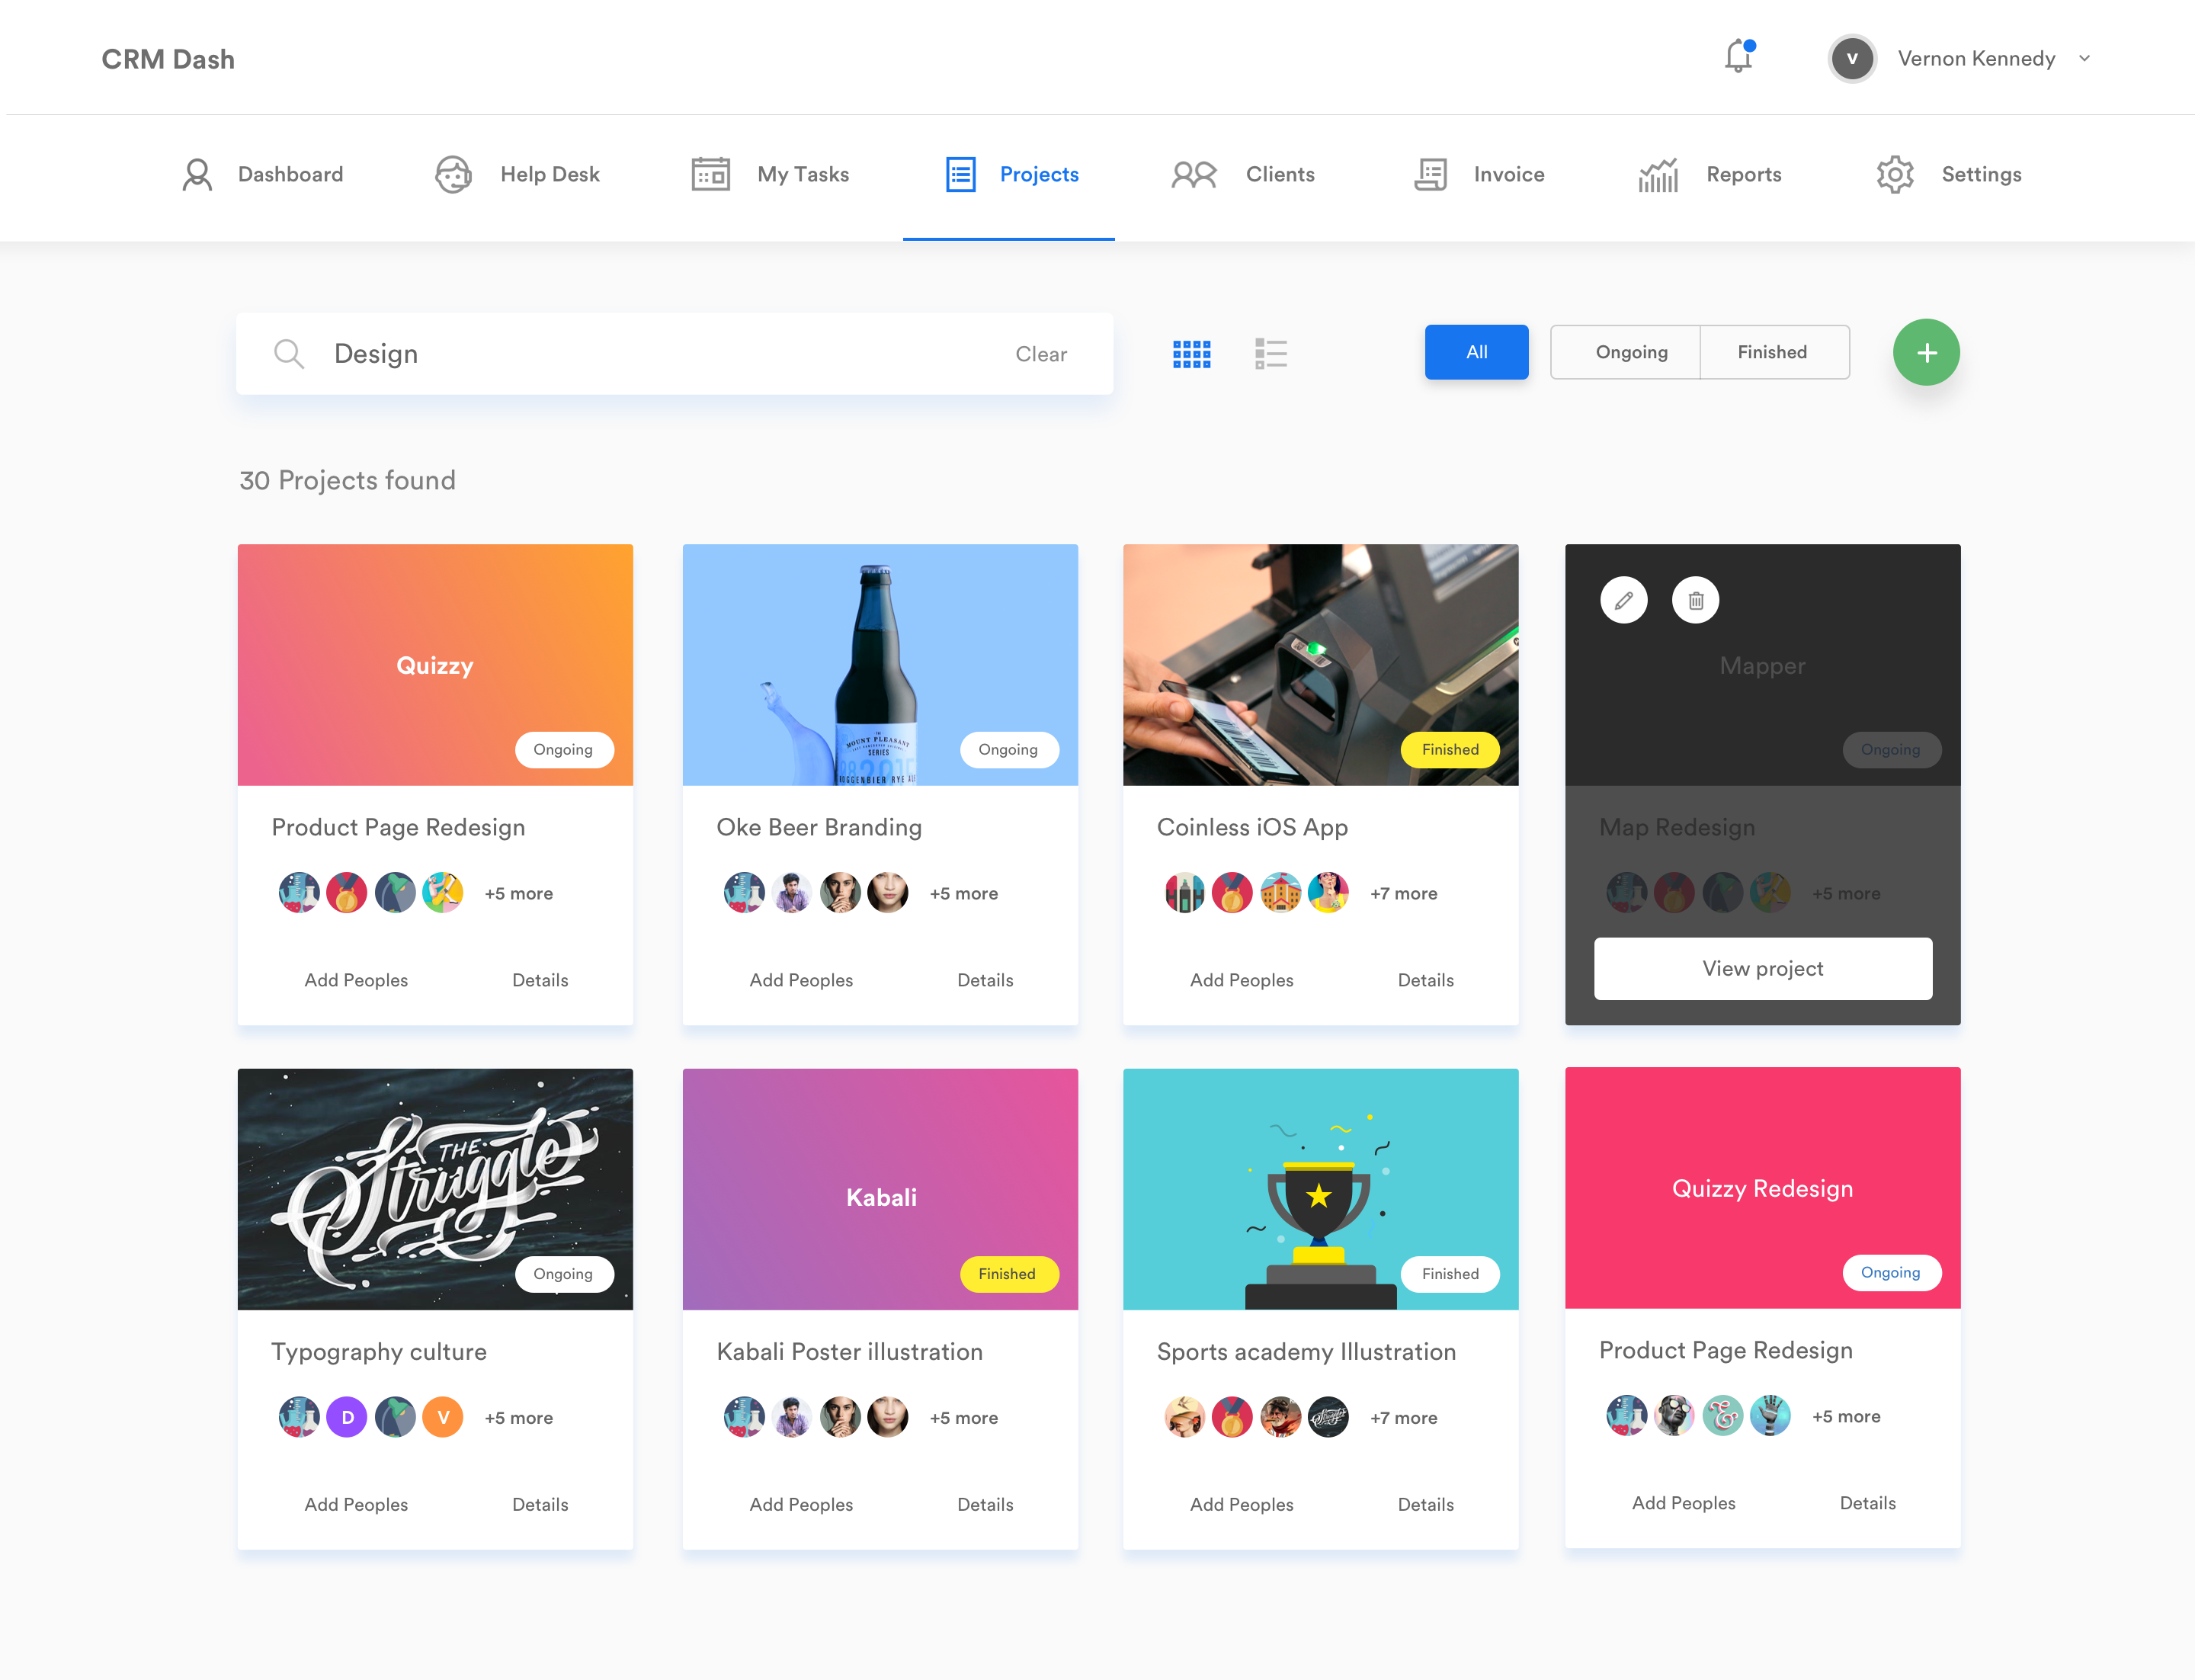 CRM Dash
V
Vernon Kennedy
Dashboard
Help Desk
My Tasks
Projects
Clients
Invoice
Reports
Settings
Design
Clear
All
Ongoing
Finished
30 Projects found
Quizzy
Ongoing
Product Page Redesign
+5 more
Add Peoples
Details
THE
MOUNT PLEASANT
SERIES
Ongoing
Oke Beer Branding
+5 more
Add Peoples
Details
Finished
Coinless iOS App
+7 more
Add Peoples
Details
Mapper
Ongoing
Map Redesign
+5 more
View project
THE
Struggle
Ongoing
Typography culture
D
V
+5 more
Add Peoples
Details
Kabali
Finished
Kabali Poster illustration
+5 more
Add Peoples
Details
Finished
Sports academy Illustration
Struggle
+7 more
Add Peoples
Details
Quizzy Redesign
Ongoing
Product Page Redesign
&
+5 more
Add Peoples
Details